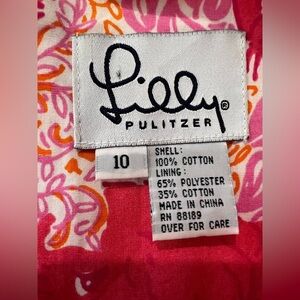 Lilly®
PULITZER
10
SHELL:
100% COTTON
LINING:
65% POLYESTER
35% COTTON
MADE IN CHINA
RN 88189
OVER FOR CARE